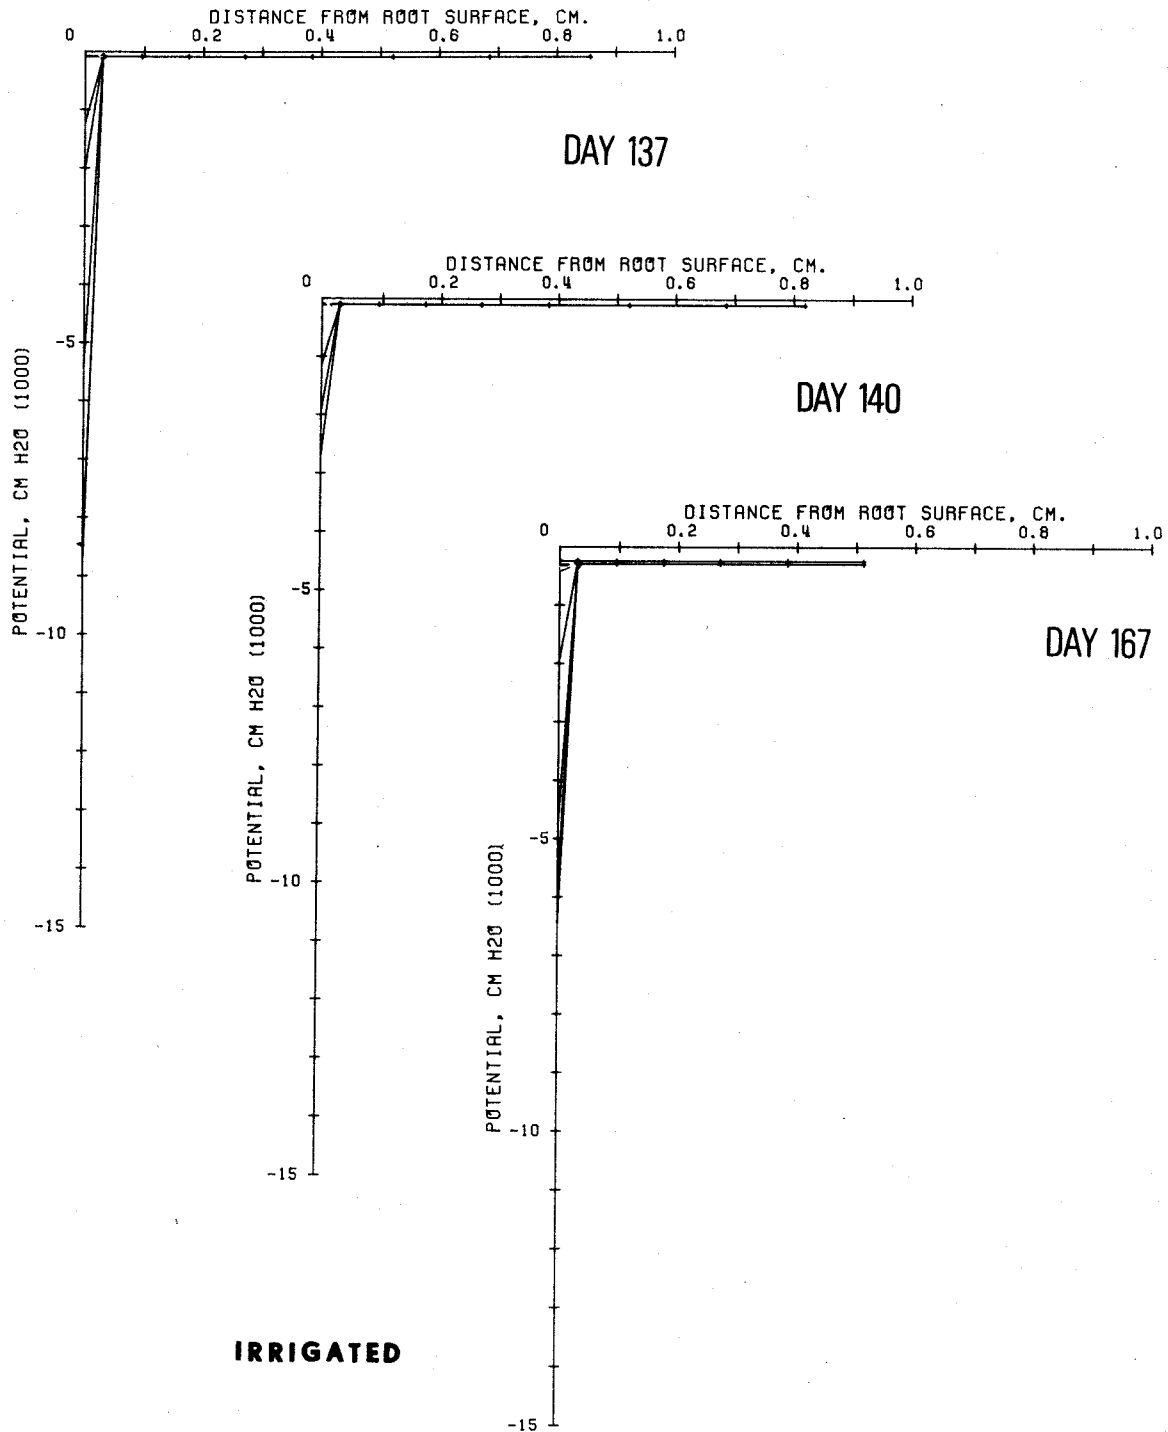 DISTANCE FROM ROOT SURFACE, CM.
0 0.2 0.4 0.6 0.8 1.0
DAY 137
-5
-10
-15
POTENTIAL, CM H2O (1000)
DISTANCE FROM ROOT SURFACE, CM.
0 0.2 0.4 0.6 0.8 1.0
DAY 140
-5
-10
-15
POTENTIAL, CM H2O (1000)
DISTANCE FROM ROOT SURFACE, CM.
0 0.2 0.4 0.6 0.8 1.0
DAY 167
-5
-10
-15
POTENTIAL, CM H2O (1000)
IRRIGATED